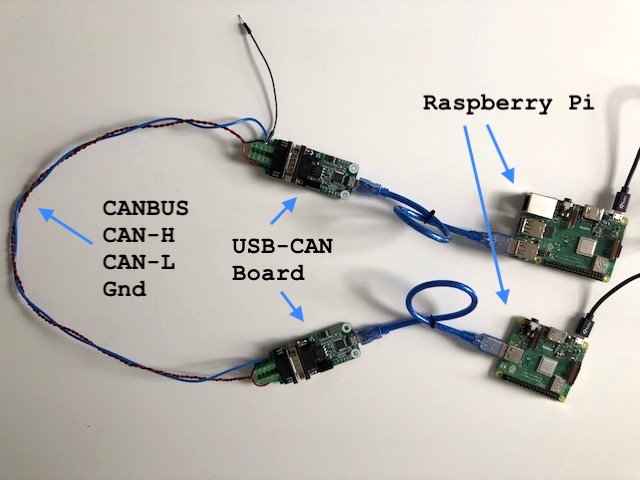 Raspberry Pi
CANBUS
CAN-H
CAN-L
Gnd
USB-CAN
Board